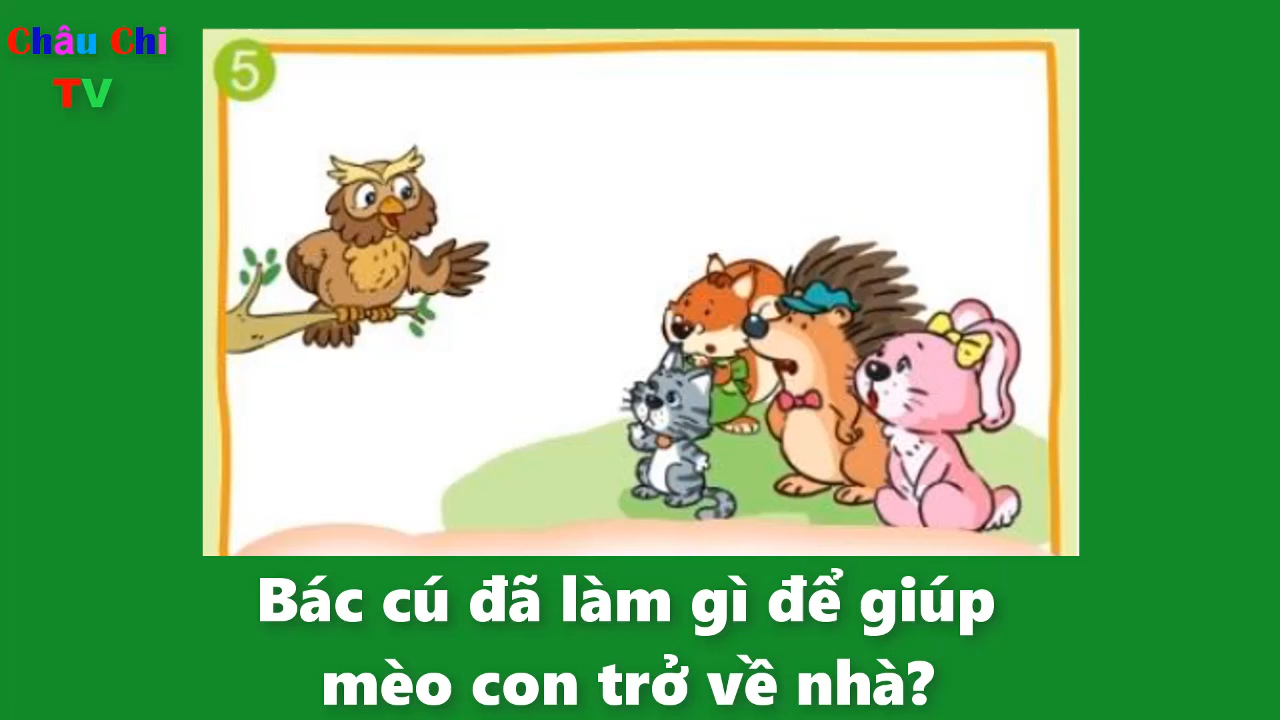 Châu Chi
TV
5
Bác cú đã làm gì để giúp
mèo con trở về nhà?